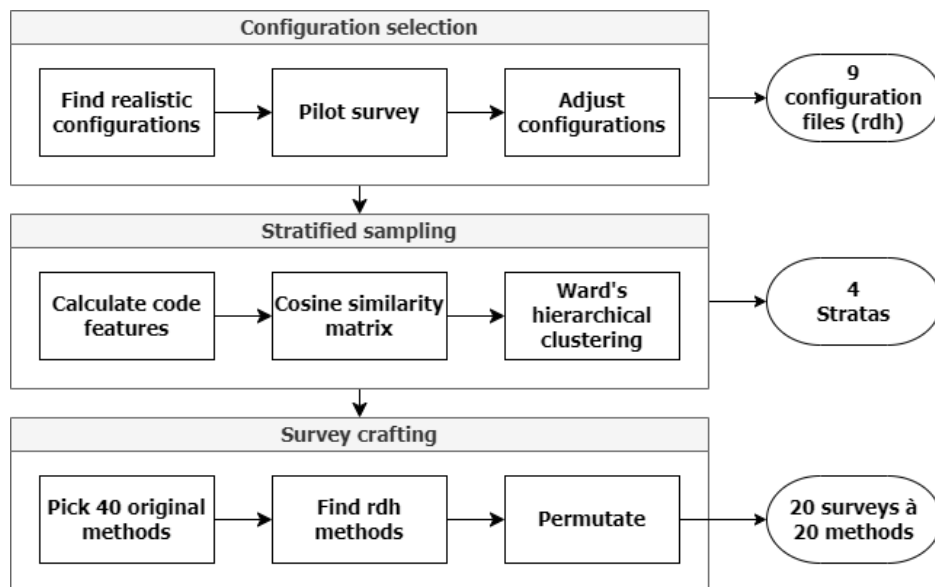 Configuration selection
Find realistic
configurations
Pilot survey
Adjust
configurations
9
configuration
files (rdh)
Stratified sampling
Calculate code
features
Cosine similarity
matrix
Ward's
hierarchical
clustering
4
Stratas
Survey crafting
Pick 40 original
methods
Find rdh
methods
Permutate
20 surveys à
20 methods